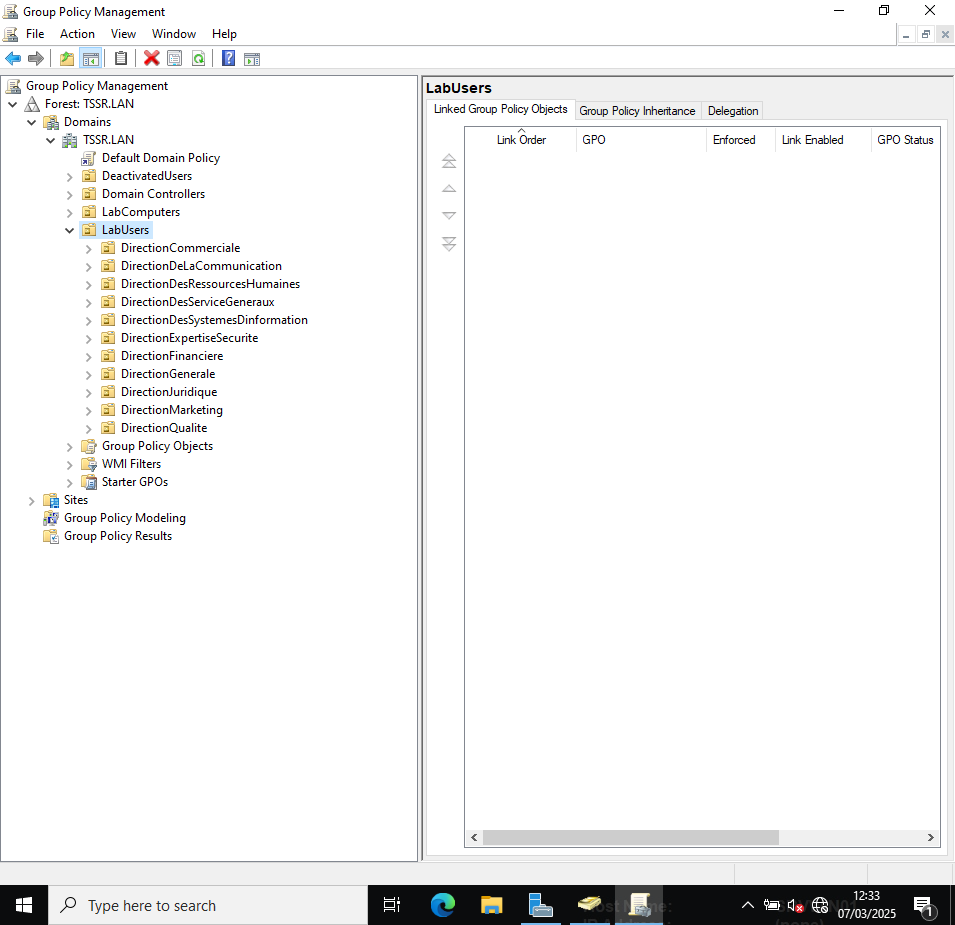 Group Policy Management
File Action View Window Help
Group Policy Management
Forest: TSSR.LAN
Domains
TSSR.LAN
Default Domain Policy
DeactivatedUsers
Domain Controllers
LabComputers
LabUsers
DirectionCommerciale
DirectionDeLaCommunication
DirectionDesRessourcesHumaines
DirectionDesServiceGeneraux
DirectionDesSystemesDinformation
DirectionExpertiseSecurite
DirectionFinanciere
DirectionGenerale
DirectionJuridique
DirectionMarketing
DirectionQualite
Group Policy Objects
WMI Filters
Starter GPOs
Sites
Group Policy Modeling
Group Policy Results
LabUsers
Linked Group Policy Objects Group Policy Inheritance Delegation
Link Order GPO Enforced Link Enabled GPO Status
Type here to search
Host Name:
12:33
07/03/2025
1